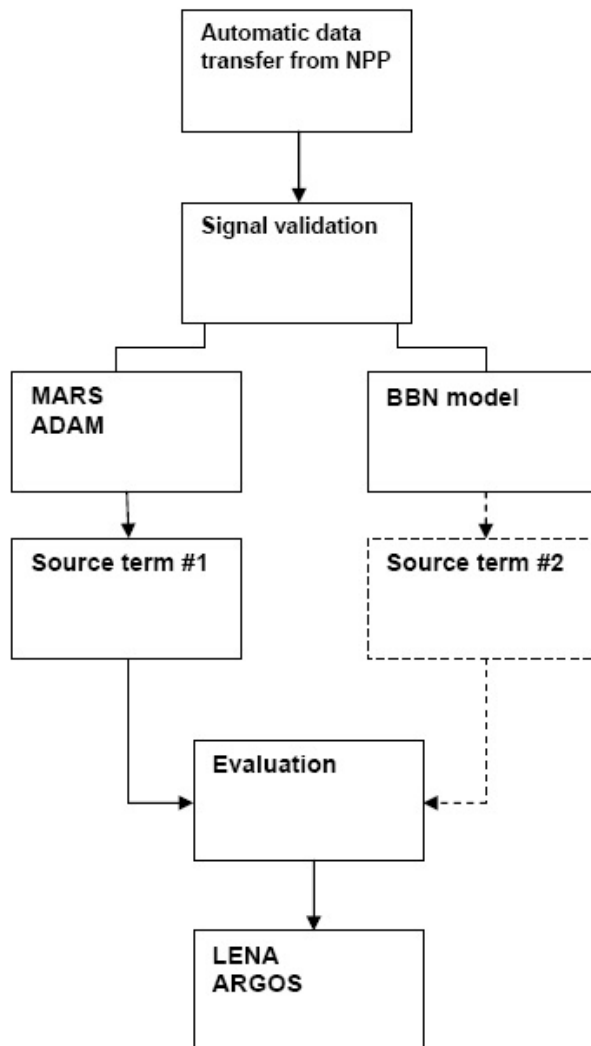 Automatic data
transfer from NPP
Signal validation
MARS
ADAM
BBN model
Source term #1
Source term #2
Evaluation
LENA
ARGOS